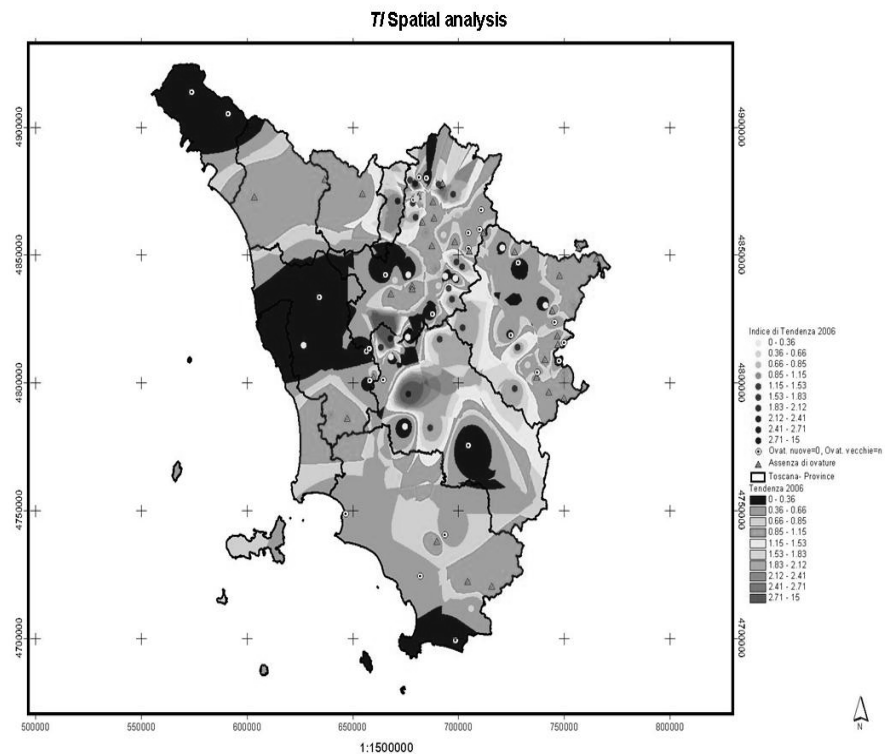 TI Spatial analysis
4900000
4850000
4800000
4750000
4700000
4900000
4850000
4800000
4750000
4700000
500000
550000
600000
650000
700000
750000
800000
1:1500000
Indice di Tendenza 2006
0 - 0.36
0.36 - 0.66
0.66 - 0.85
0.85 - 1.15
1.15 - 1.53
1.53 - 1.83
1.83 - 2.12
2.12 - 2.41
2.41 - 2.71
2.71 - 15
Ovat. nuove=0, Ovat. vecchie=n
Assenza di ovature
Toscana- Province
Tendenza 2006
0 - 0.36
0.36 - 0.66
0.66 - 0.85
0.85 - 1.15
1.15 - 1.53
1.53 - 1.83
1.83 - 2.12
2.12 - 2.41
2.41 - 2.71
2.71 - 15
N